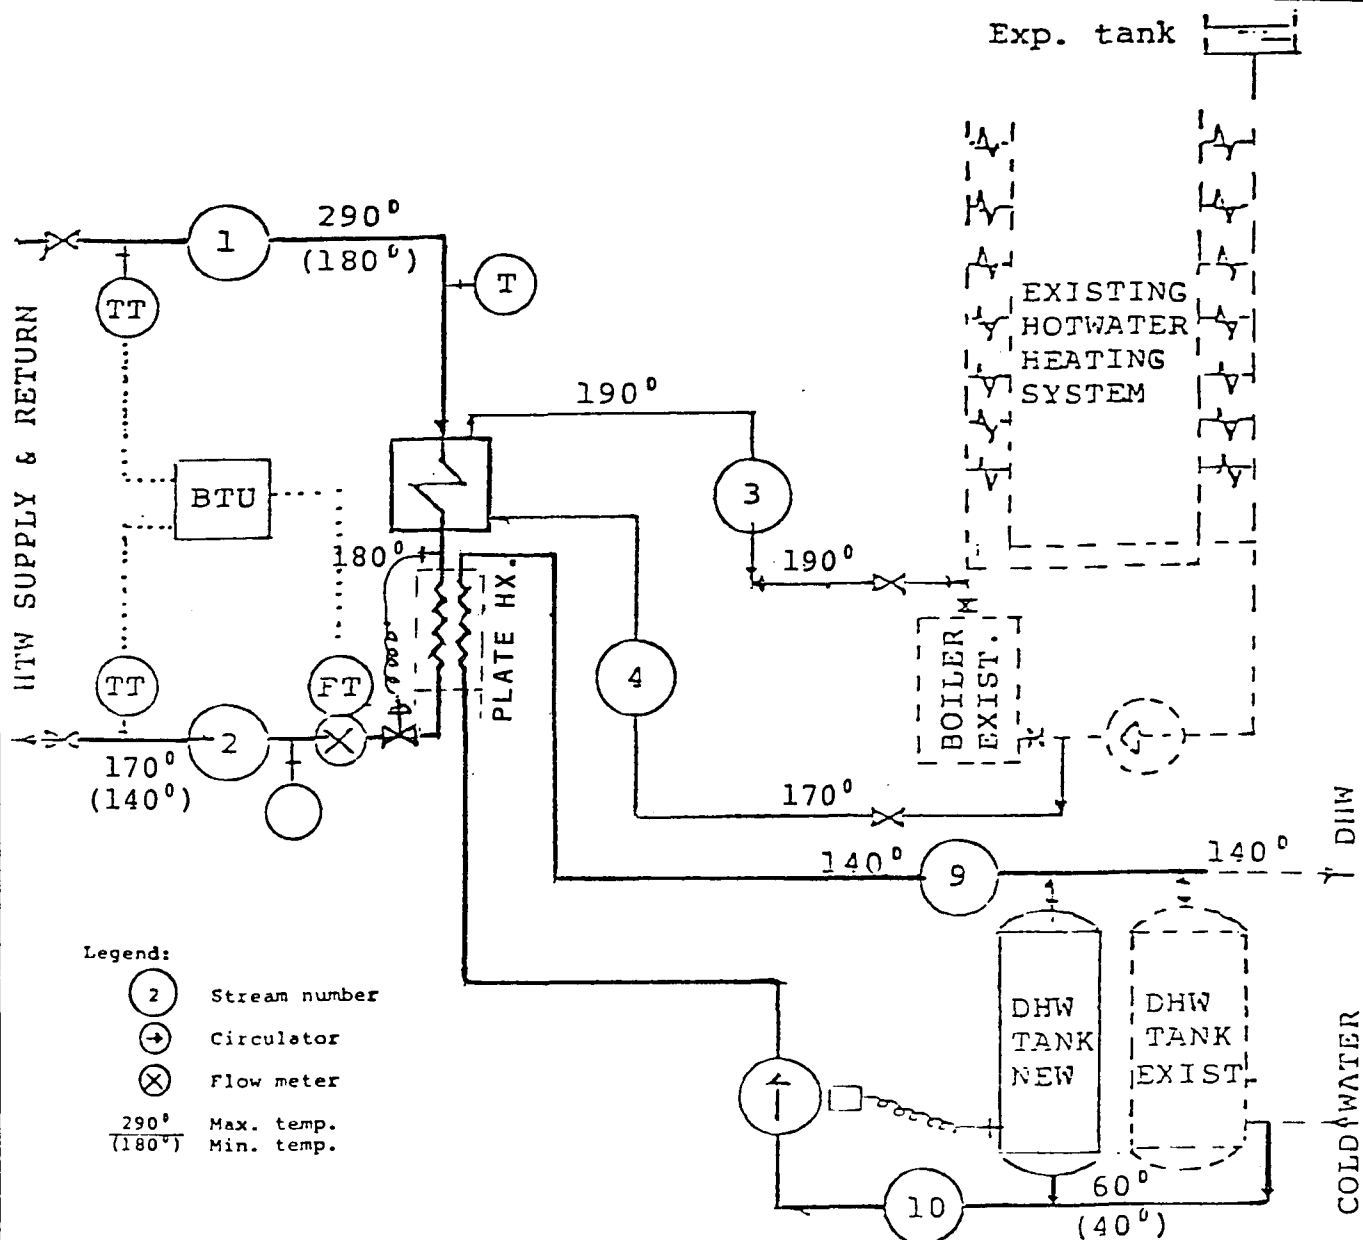 Exp. tank
290°
(180°)
1
T
TT
HTW SUPPLY & RETURN
EXISTING
HOTWATER
HEATING
SYSTEM
190°
BTU
3
180°
190°
PLATE HX.
BOILER
EXIST.
4
TT
FT
2
170°
(140°)
170°
140°
9
140°
DHW
Legend:
2 Stream number
Circulator
Flow meter
290° Max. temp.
(180°) Min. temp.
DHW
TANK
NEW
DHW
TANK
EXIST
COLD WATER
10
60°
(40°)